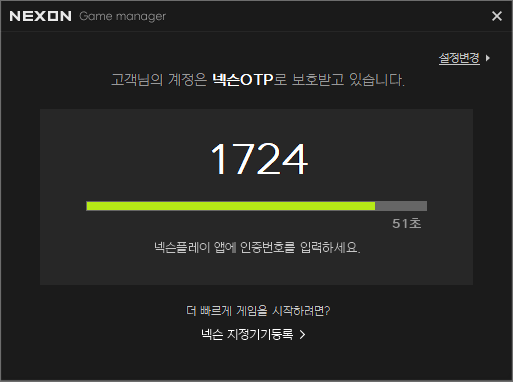 NEXON Game manager
설정변경
고객님의 계정은 넥슨OTP로 보호받고 있습니다.
1724
51초
넥슨플레이 앱에 인증번호를 입력하세요.
더 빠르게 게임을 시작하려면?
넥슨 지정기기등록 >